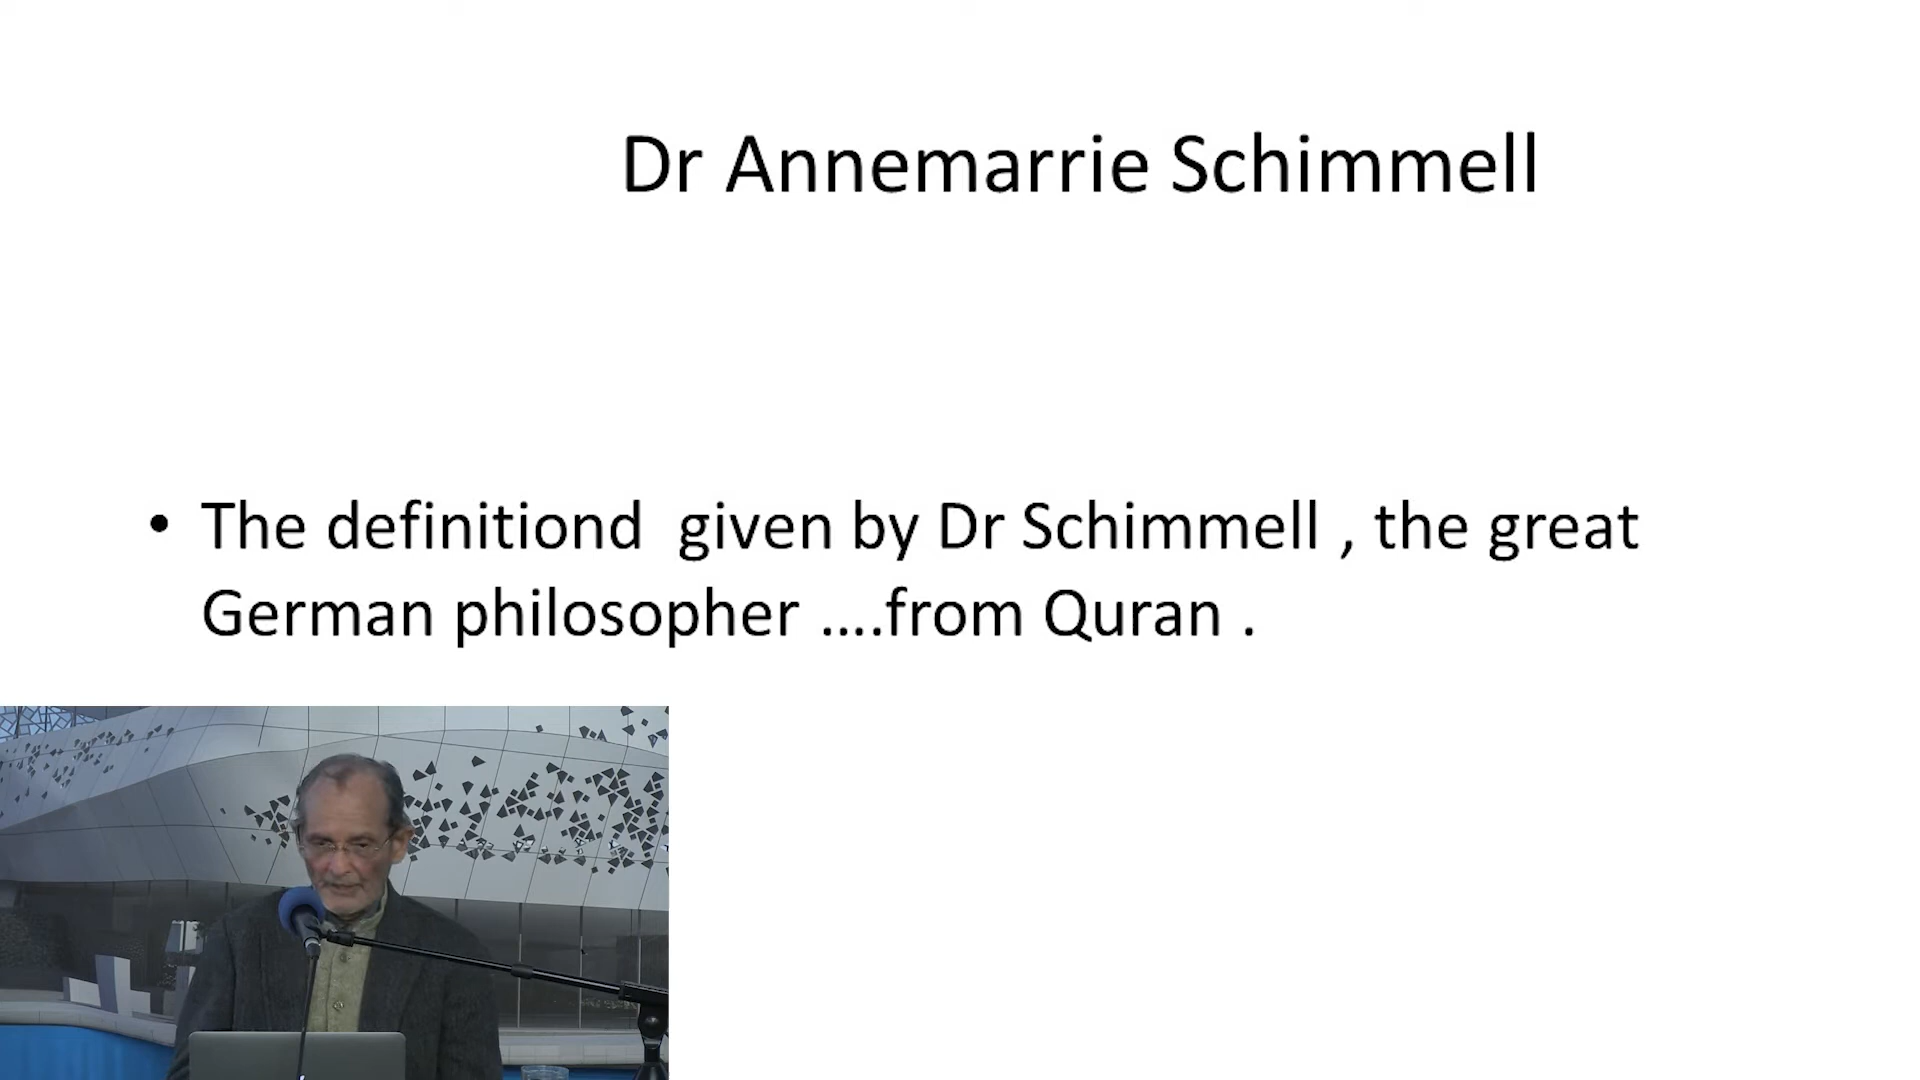 Dr Annemarrie Schimmell
• The definitiond  given by Dr Schimmell , the great
German philosopher ....from Quran .